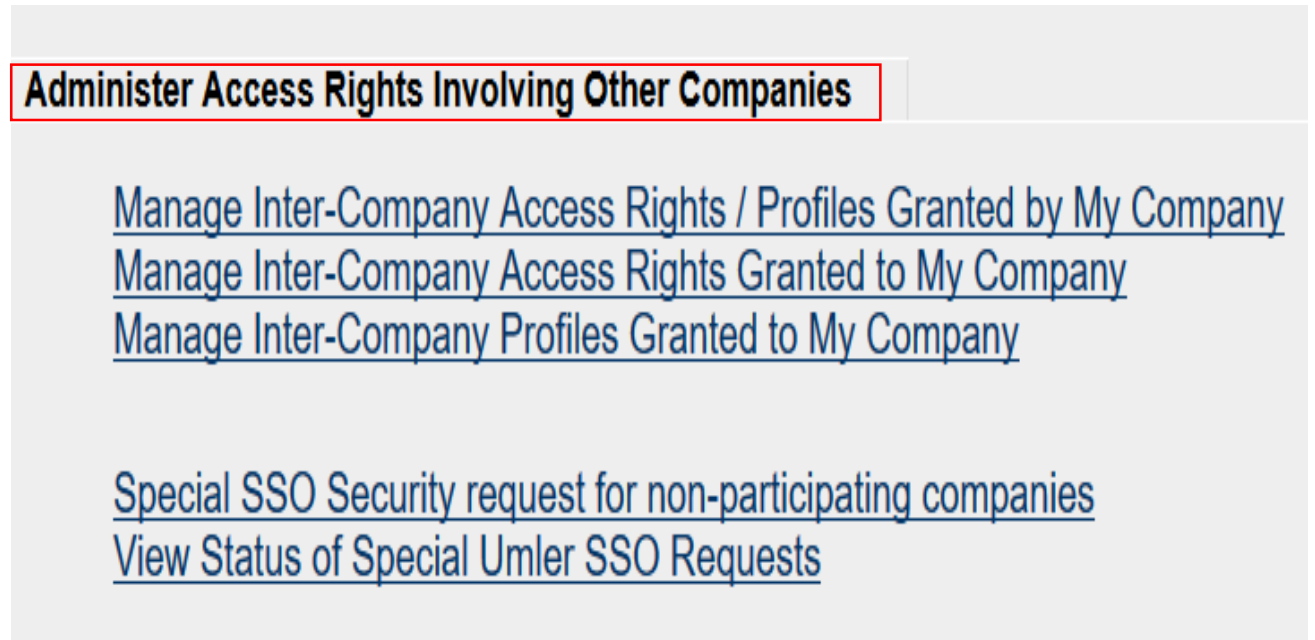 Administer Access Rights Involving Other Companies
Manage Inter-Company Access Rights / Profiles Granted by My Company
Manage Inter-Company Access Rights Granted to My Company
Manage Inter-Company Profiles Granted to My Company
Special SSO Security request for non-participating companies
View Status of Special Umler SSO Requests